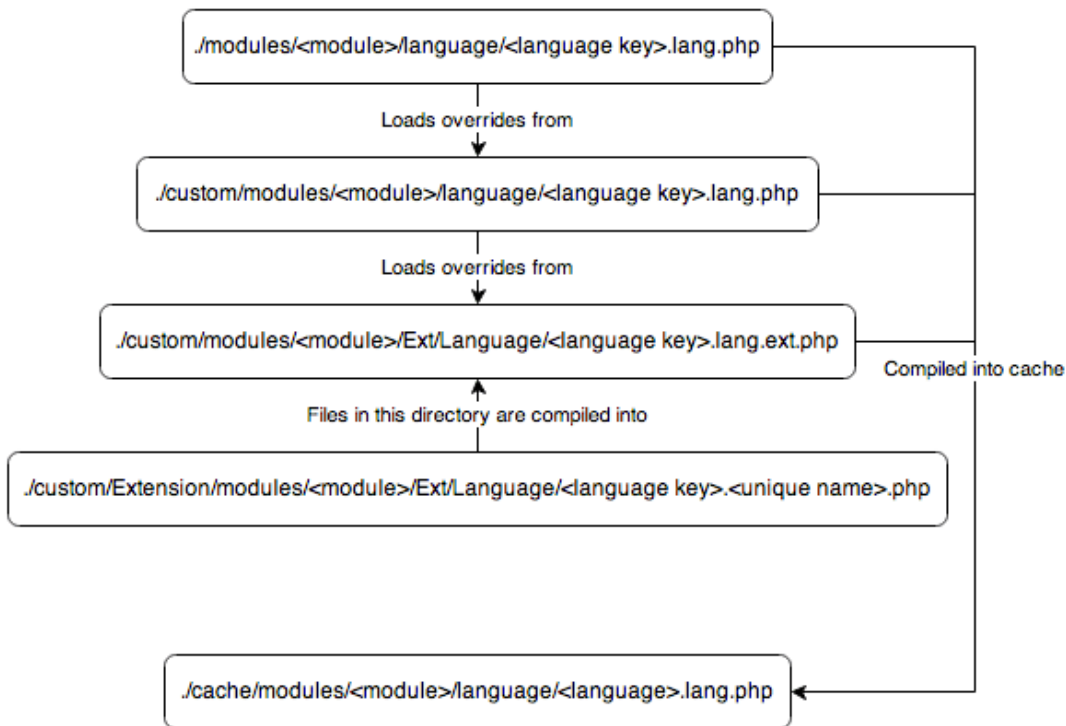 ./modules/<module>/language/<language key>.lang.php
Loads overrides from
./custom/modules/<module>/language/<language key>.lang.php
Loads overrides from
./custom/modules/<module>/Ext/Language/<language key>.lang.ext.php
Compiled into cache
Files in this directory are compiled into
./custom/Extension/modules/<module>/Ext/Language/<language key>.<unique name>.php
./cache/modules/<module>/language/<language>.lang.php